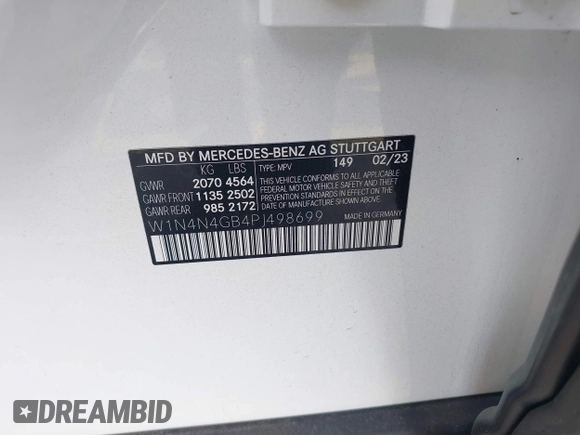 MFD BY MERCEDES-BENZ AG STUTTGART
KG LBS TYPE: MPV 149 02/23
GVWR 2070 4564
GAWR FRONT 1135 2502
GAWR REAR 985 2172
THIS VEHICLE CONFORMS TO ALL APPLICABLE
FEDERAL MOTOR VEHICLE SAFETY AND THEFT
PREVENTION STANDARDS IN EFFECT ON THE DATE
OF MANUFACTURE SHOWN ABOVE.
W1N4N4GB4PJ498699
MADE IN GERMANY
DREAMBID